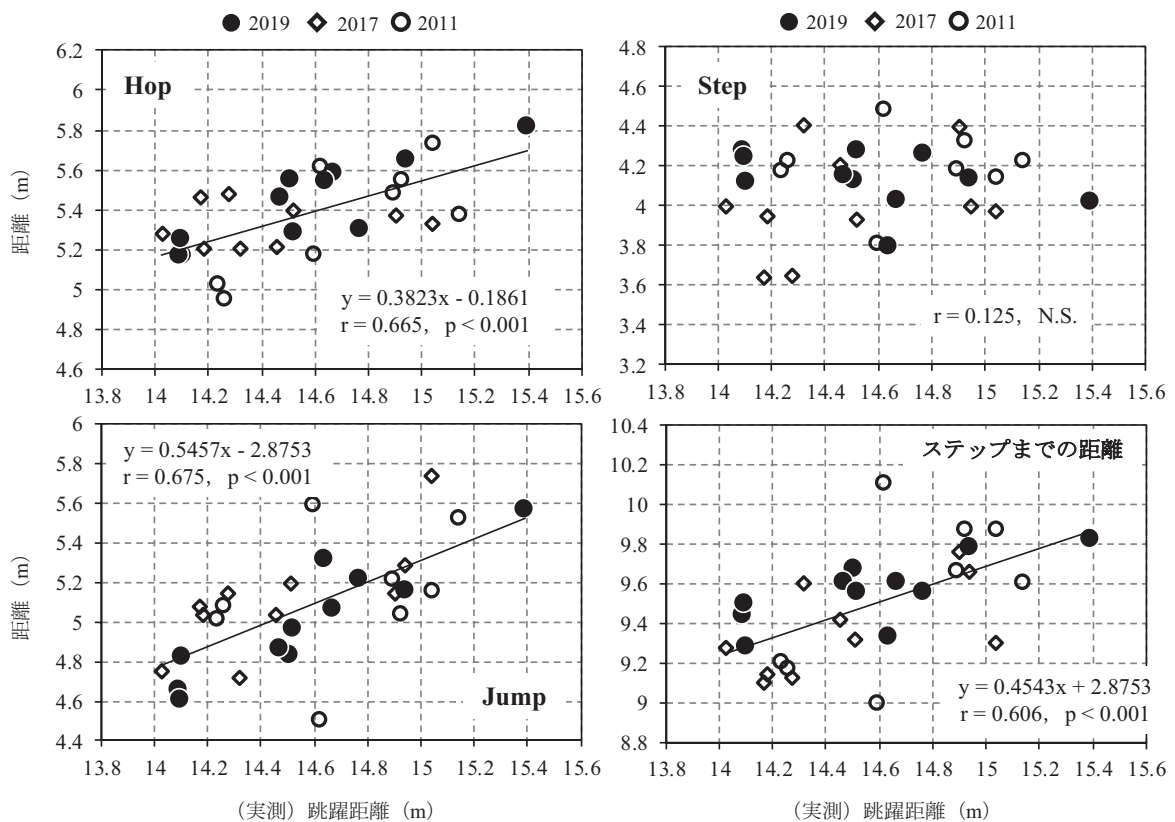 2019 2017 2011
2019 2017 2011
6.2
6
5.8
5.6
5.4
5.2
5
4.8
4.6
距離（m）
Hop
y = 0.3823x - 0.1861
r = 0.665, p < 0.001
13.8 14 14.2 14.4 14.6 14.8 15 15.2 15.4 15.6
4.8
4.6
4.4
4.2
4
3.8
3.6
3.4
3.2
Step
r = 0.125, N.S.
13.8 14 14.2 14.4 14.6 14.8 15 15.2 15.4 15.6
6
5.8
5.6
5.4
5.2
5
4.8
4.6
4.4
距離（m）
y = 0.5457x - 2.8753
r = 0.675, p < 0.001
Jump
13.8 14 14.2 14.4 14.6 14.8 15 15.2 15.4 15.6
（実測）跳躍距離（m）
10.4
10.2
10
9.8
9.6
9.4
9.2
9
8.8
ステップまでの距離
y = 0.4543x + 2.8753
r = 0.606, p < 0.001
13.8 14 14.2 14.4 14.6 14.8 15 15.2 15.4 15.6
（実測）跳躍距離（m）